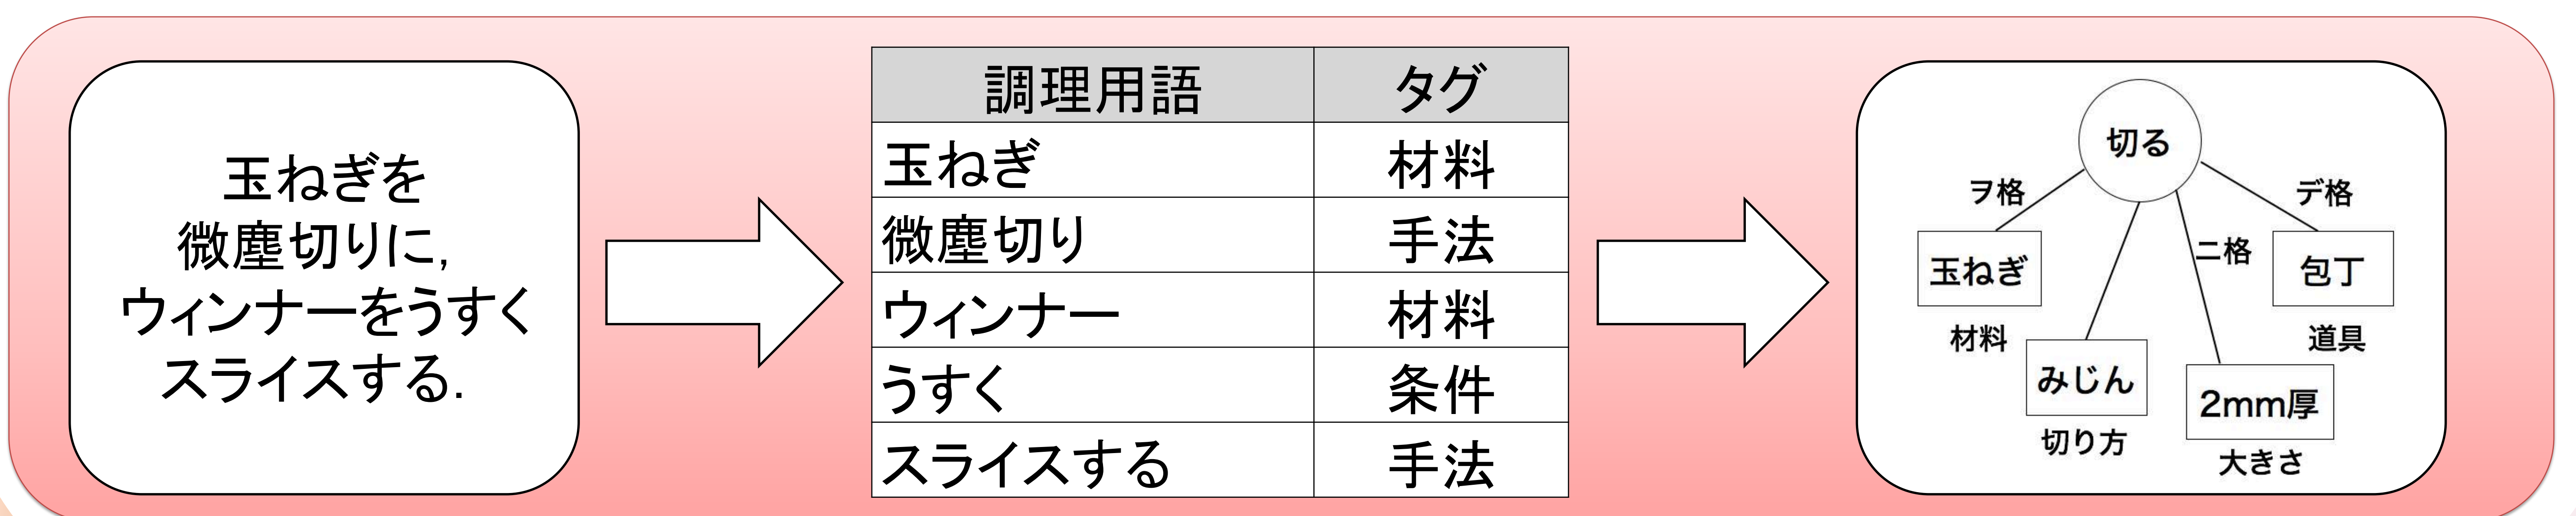 玉ねぎを
微塵切りに,
ウィンナーをうすく
スライスする.
調理用語 タグ
玉ねぎ 材料
微塵切り 手法
ウィンナー 材料
うすく 条件
スライスする 手法
切る
ヲ格
デ格
ニ格
玉ねぎ
包丁
材料
道具
みじん
2mm厚
切り方
大きさ